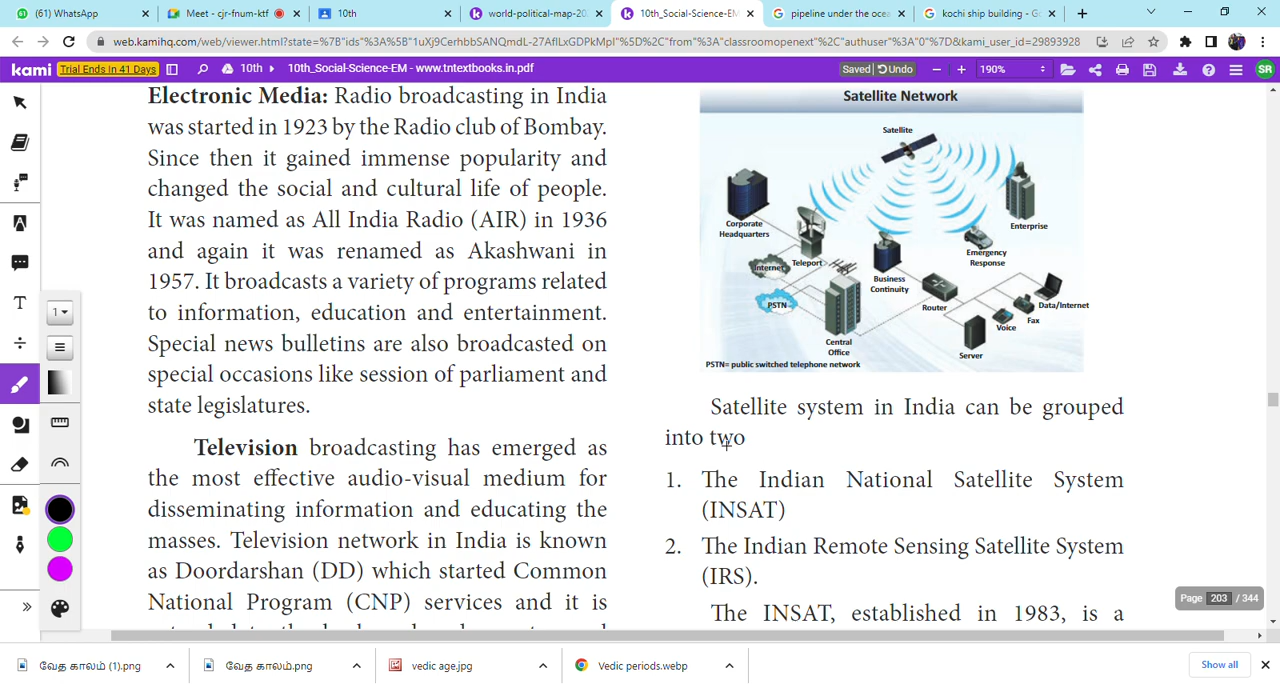 (61) WhatsApp
Meet - cjr-fnum-ktf
10th
world-political-map-20
10th_Social-Science-EM
pipeline under the ocea
kochi ship building - G
web.kamihq.com/web/viewer.html?state=%7B"ids"%3A%5B"1uXj9CerhbbSANQmdL-27AflLxGDPkMpl"%5D%2C"from"%3A"classroomopenext"%2C"authuser"%3A"0"%7D&kami_user_id=29893928
kami
Trial Ends In 41 Days
10th
10th_Social-Science-EM - www.tntextbooks.in.pdf
Saved
Undo
190%
SR
Electronic Media: Radio broadcasting in India
was started in 1923 by the Radio club of Bombay.
Since then it gained immense popularity and
changed the social and cultural life of people.
It was named as All India Radio (AIR) in 1936
and again it was renamed as Akashwani in
1957. It broadcasts a variety of programs related
to information, education and entertainment.
Special news bulletins are also broadcasted on
special occasions like session of parliament and
state legislatures.
Television broadcasting has emerged as
the most effective audio-visual medium for
disseminating information and educating the
masses. Television network in India is known
as Doordarshan (DD) which started Common
National Program (CNP) services and it is
Satellite Network
Satellite
Corporate
Headquarters
Enterprise
Teleport
Internet
Emergency
Response
Business
Continuity
PSTN
Router
Data/Internet
Fax
Voice
Central
Office
Server
PSTN= public switched telephone network
Satellite system in India can be grouped
into two
1. The Indian National Satellite System
(INSAT)
2. The Indian Remote Sensing Satellite System
(IRS).
The INSAT, established in 1983, is a
1
T
Page 203 / 344
வேத காலம் (1).png
வேத காலம்.png
vedic age.jpg
Vedic periods.webp
Show all